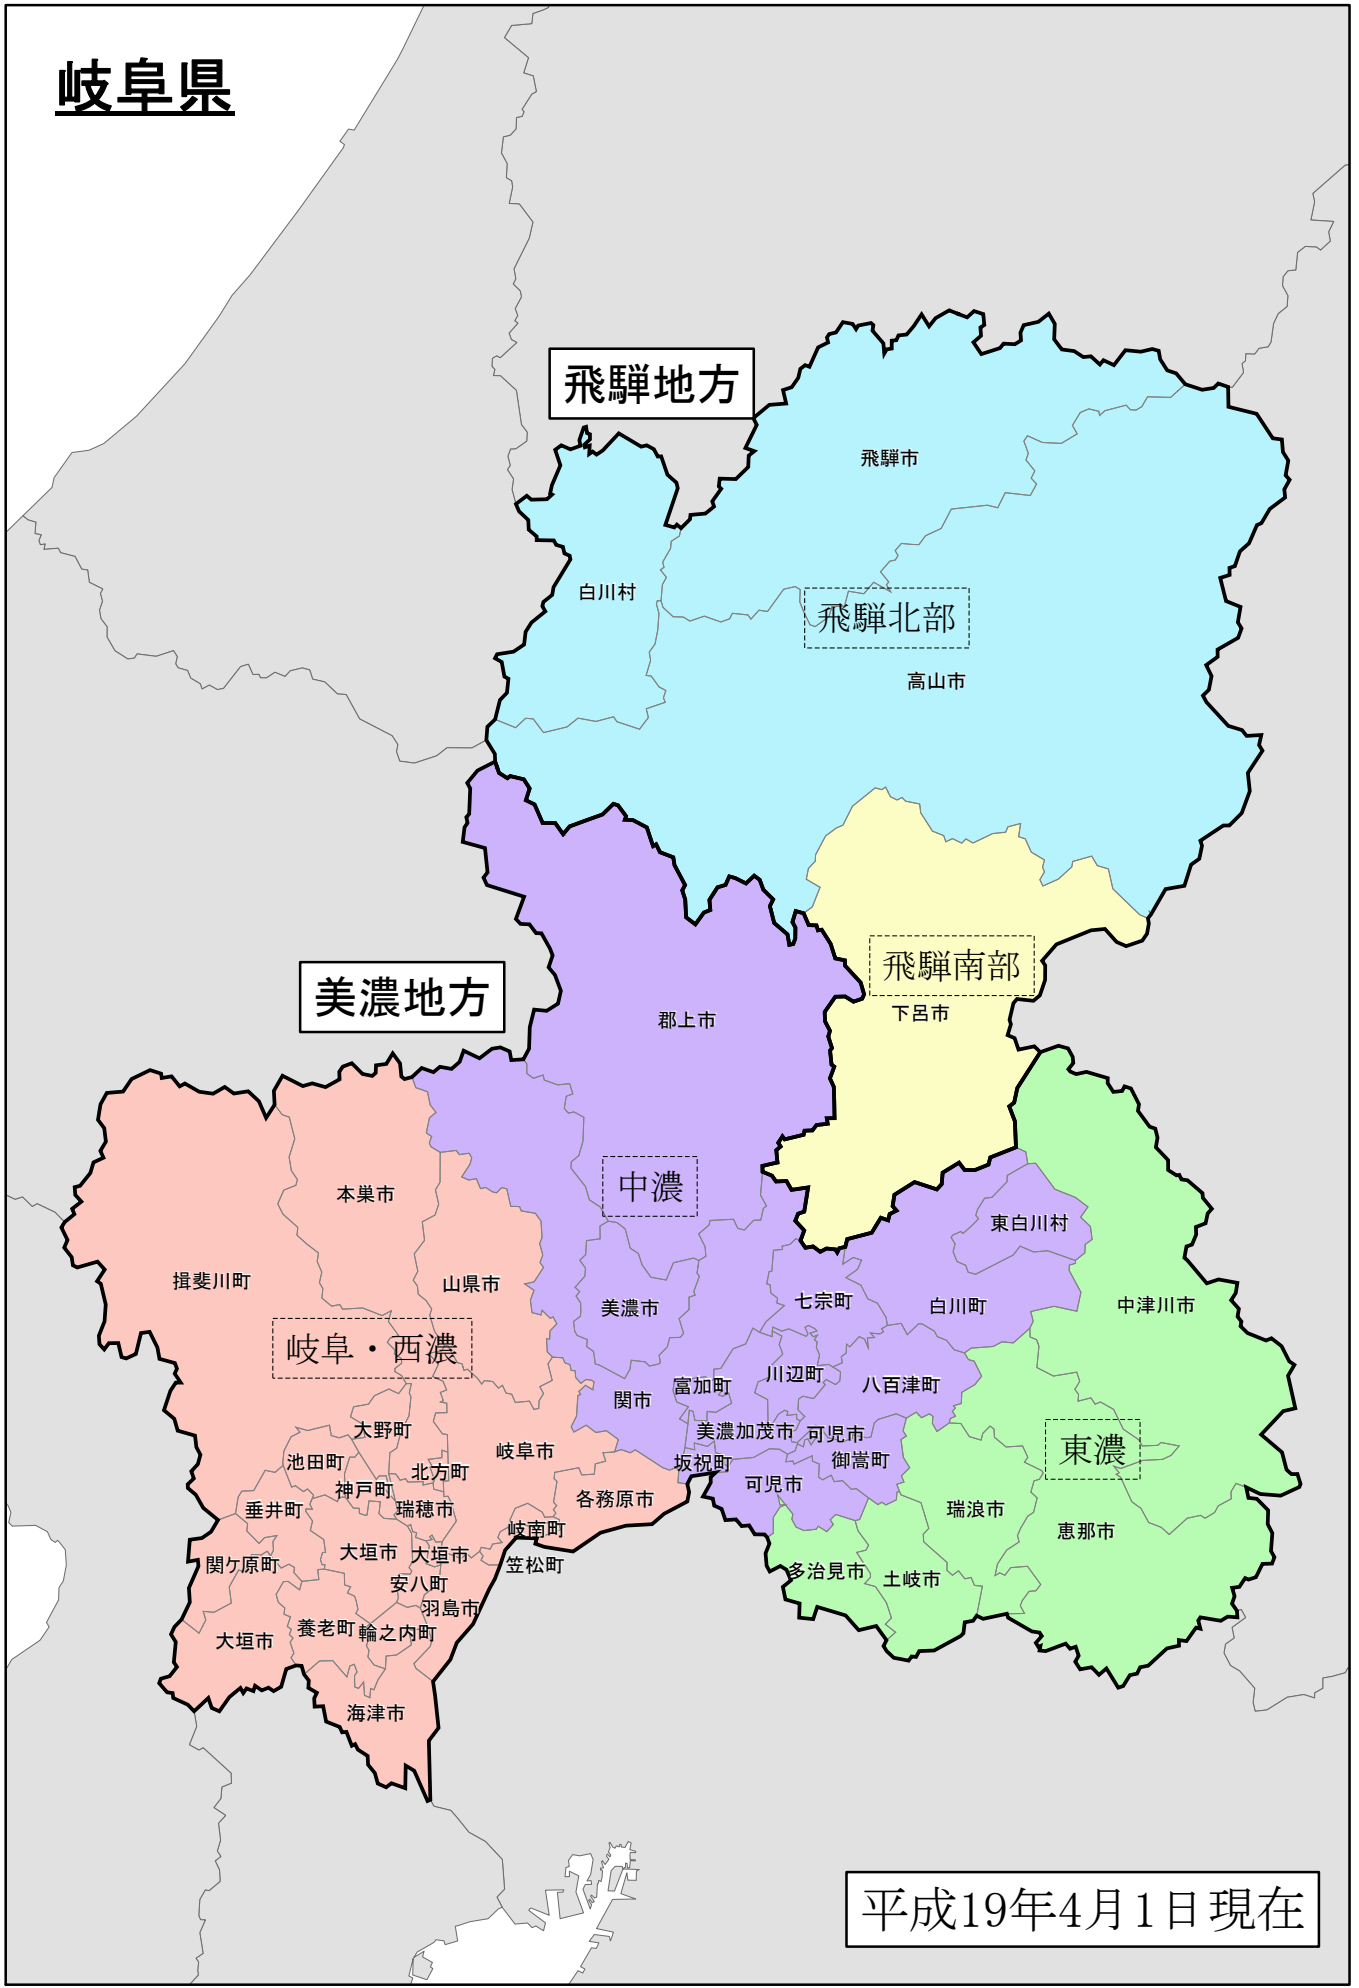 岐阜県
飛騨地方
飛騨市
白川村
飛騨北部
高山市
飛騨南部
下呂市
美濃地方
郡上市
中濃
本巣市
東白川村
揖斐川町
山県市
美濃市
七宗町
白川町
中津川市
岐阜・西濃
川辺町
八百津町
富加町
関市
大野町
美濃加茂市
可児市
東濃
岐阜市
池田町
北方町
坂祝町
御嵩町
神戸町
可児市
各務原市
垂井町
瑞穂市
瑞浪市
岐南町
恵那市
大垣市
大垣市
関ケ原町
笠松町
多治見市
土岐市
安八町
羽島市
養老町
輪之内町
大垣市
海津市
平成19年4月1日現在